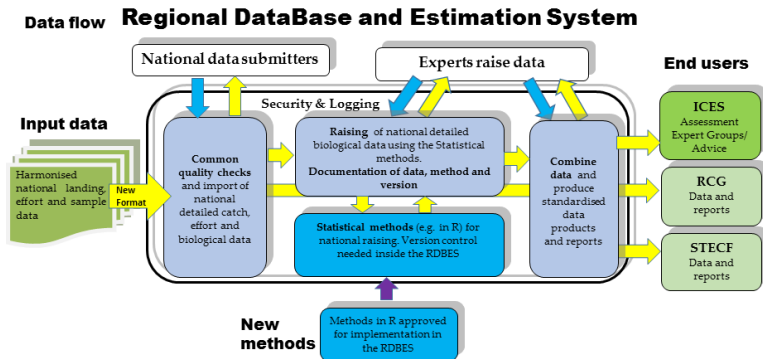 Data flow
Regional DataBase and Estimation System
National data submitters
Experts raise data
End users
Security & Logging
Input data
Harmonised
national landing,
effort and sample
data
New
Format
Common
quality checks
and import of
national
detailed catch,
effort and
biological data
Raising of national detailed
biological data using the Statistical
methods.
Documentation of data, method and
version
Statistical methods (e.g. in R) for
national raising. Version control
needed inside the RDBES
Combine
data and
produce
standardised
data
products
and reports
ICES
Assessment
Expert Groups/
Advice
RCG
Data and
reports
STECF
Data and
reports
New
methods
Methods in R approved
for implementation in
the RDBES